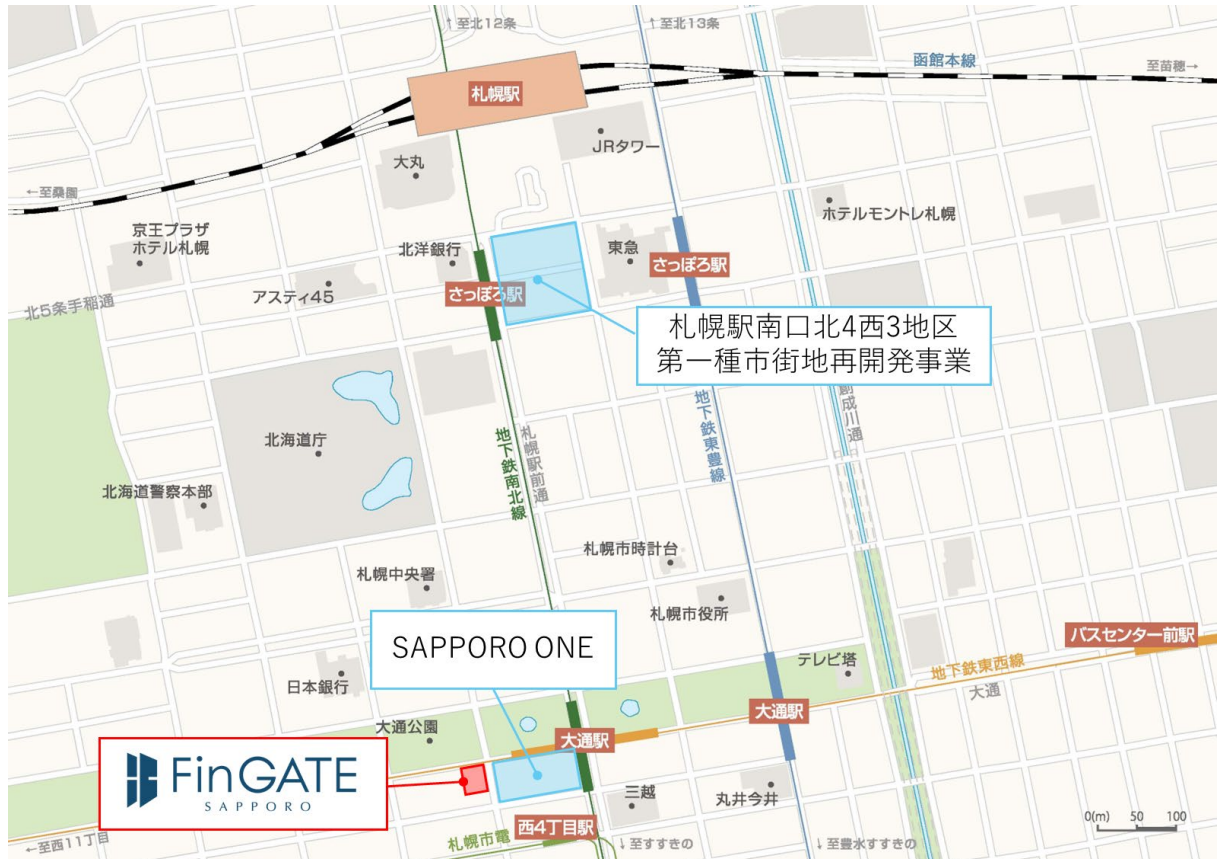 ↑至北12条
↑至北13条
函館本線
至苗穂→
札幌駅
JRタワー
大丸
←至桑園
京王プラザ
ホテル札幌
北洋銀行
東急
さっぽろ駅
ホテルモントレ札幌
アスティ45
さっぽろ駅
北5条手稲通
札幌駅南口北4西3地区
第一種市街地再開発事業
創成川通
地下鉄東豊線
北海道庁
地下鉄南北線
札幌駅前通
北海道警察本部
札幌市時計台
札幌中央署
札幌市役所
SAPPORO ONE
バスセンター前駅
テレビ塔
地下鉄東西線
大通
日本銀行
大通公園
大通駅
大通駅
FinGATE
SAPPORO
三越
丸井今井
西4丁目駅
札幌市電
←至西11丁目
↓至すすきの
↓至豊水すすきの
0(m) 50 100